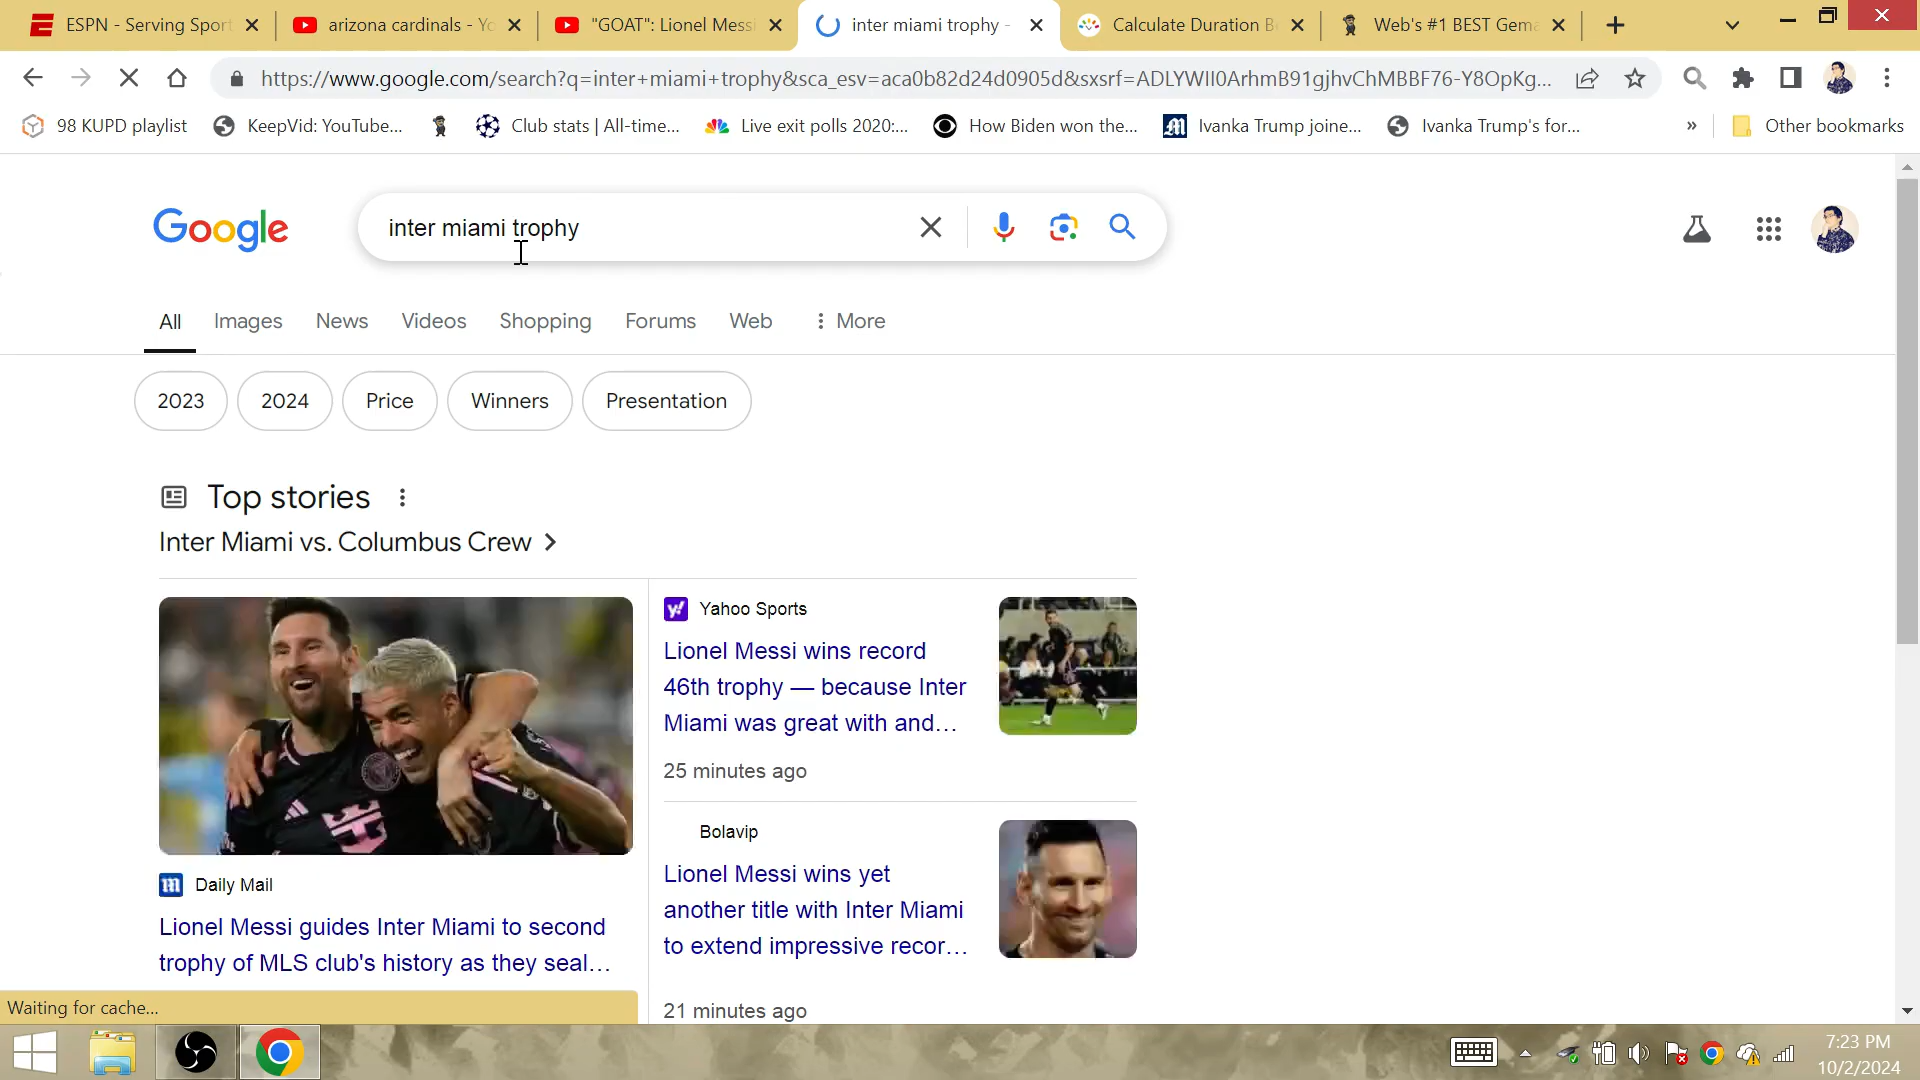 ESPN - Serving Sport
arizona cardinals - Yo
"GOAT": Lionel Messi
inter miami trophy -
Calculate Duration B
Web's #1 BEST Gema
https://www.google.com/search?q=inter+miami+trophy&sca_esv=aca0b82d24d0905d&sxsrf=ADLYWII0ArhmB91gjhvChMBBF76-Y8OpKg...
98 KUPD playlist
KeepVid: YouTube...
Club stats | All-time...
Live exit polls 2020:...
How Biden won the...
Ivanka Trump joine...
Ivanka Trump's for...
»
Other bookmarks
Google
inter miami trophy
All
Images
News
Videos
Shopping
Forums
Web
More
2023
2024
Price
Winners
Presentation
Top stories
Inter Miami vs. Columbus Crew
Daily Mail
Lionel Messi guides Inter Miami to second
trophy of MLS club's history as they seal...
Yahoo Sports
Lionel Messi wins record
46th trophy — because Inter
Miami was great with and...
25 minutes ago
Bolavip
Lionel Messi wins yet
another title with Inter Miami
to extend impressive recor...
21 minutes ago
Waiting for cache...
7:23 PM
10/2/2024